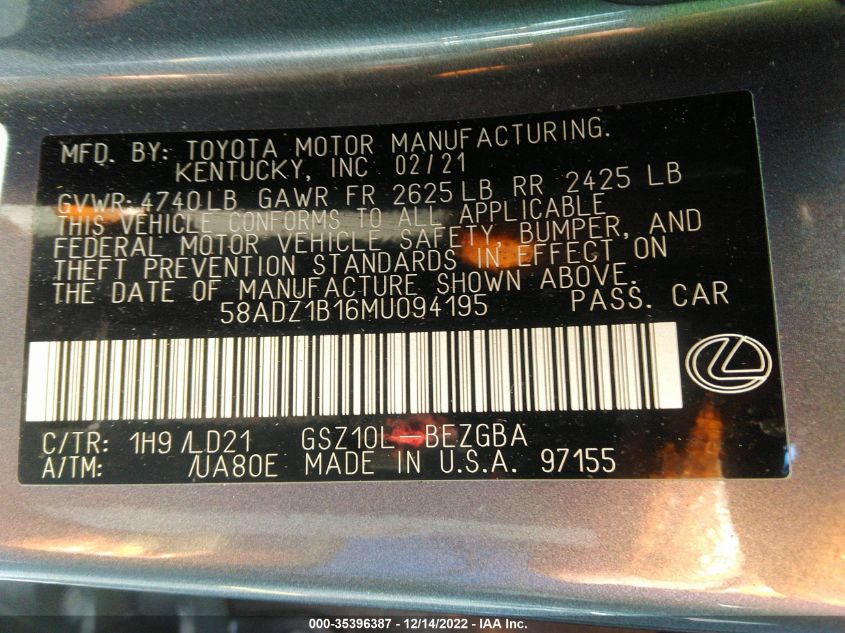 MFD. BY: TOYOTA MOTOR MANUFACTURING.
KENTUCKY, INC 02/21
GVWR: 4740LB GAWR FR 2625LB RR 2425 LB
THIS VEHICLE CONFORMS TO ALL APPLICABLE
FEDERAL MOTOR VEHICLE SAFETY, BUMPER, AND
THEFT PREVENTION STANDARDS IN EFFECT ON
THE DATE OF MANUFACTURE SHOWN ABOVE.
58ADZ1B16MU094195 PASS. CAR
C/TR: 1H9 /LD21 GSZ10L-BEZGBA
A/TM: /UA80E MADE IN U.S.A. 97155
000-35396387 - 12/14/2022 - IAA Inc.